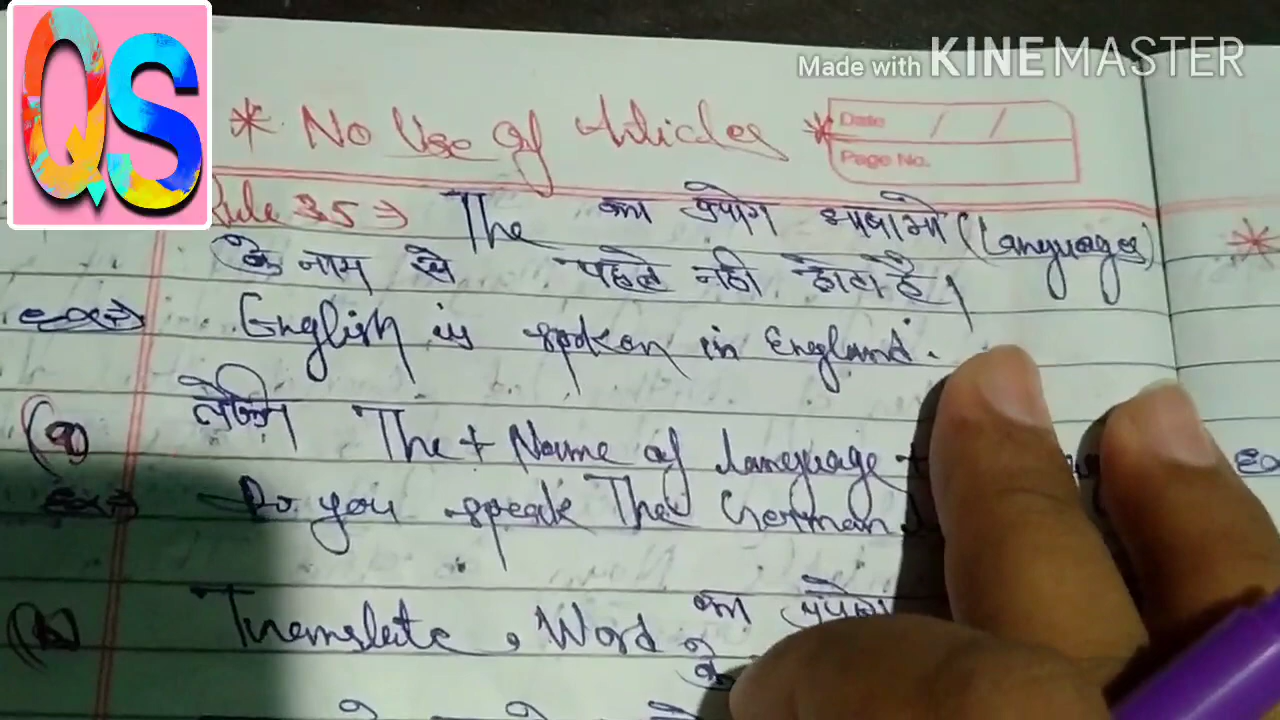 QS
Made with KINEMASTER
* No Use of Articles *
Date / /
Page No.
Rule 35 ⇒ The का प्रयोग भाषाओ (Languages)
के नाम से पहले नही होता है।
ex⇒ English is spoken in England.
(a) लेकिन The + Name of language +
ex⇒ Do you speak The German
(b) Translate, Word का प्रयोग
के